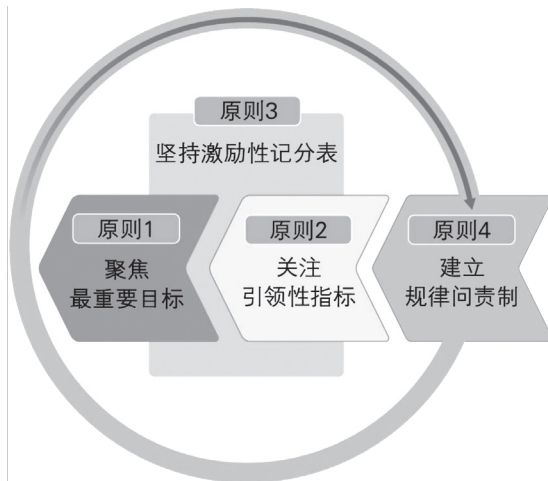 原则3
坚持激励性记分表
原则1
聚焦
最重要目标
原则2
关注
引领性指标
原则4
建立
规律问责制